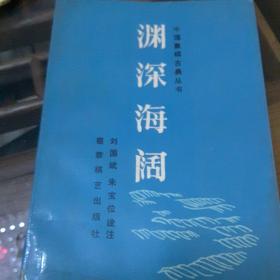 中国象棋古典丛书
渊深海阔
刘国斌 朱宝位诠注
蜀蓉棋艺出版社